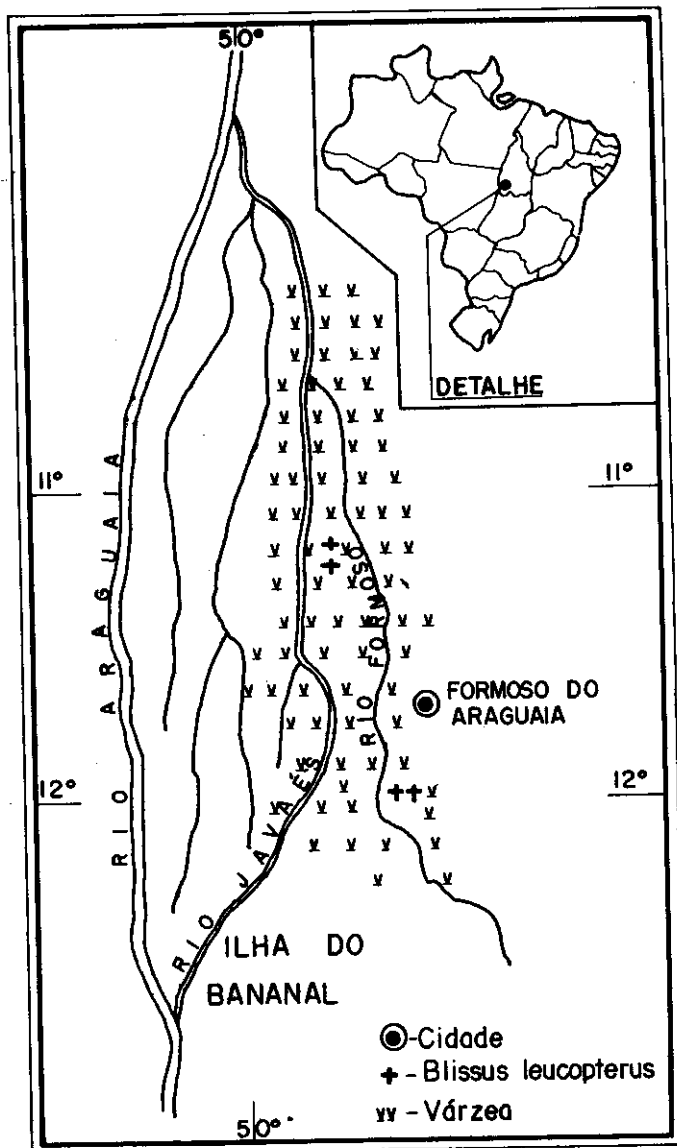 50°
DETALHE
11°
11°
RIO ARAGUAIA
RIO FORMOSO
FORMOSO DO
ARAGUAIA
12°
12°
RIO JAVAÉS
ILHA DO
BANANAL
-Cidade
- Blissus leucopterus
- Várzea
50°